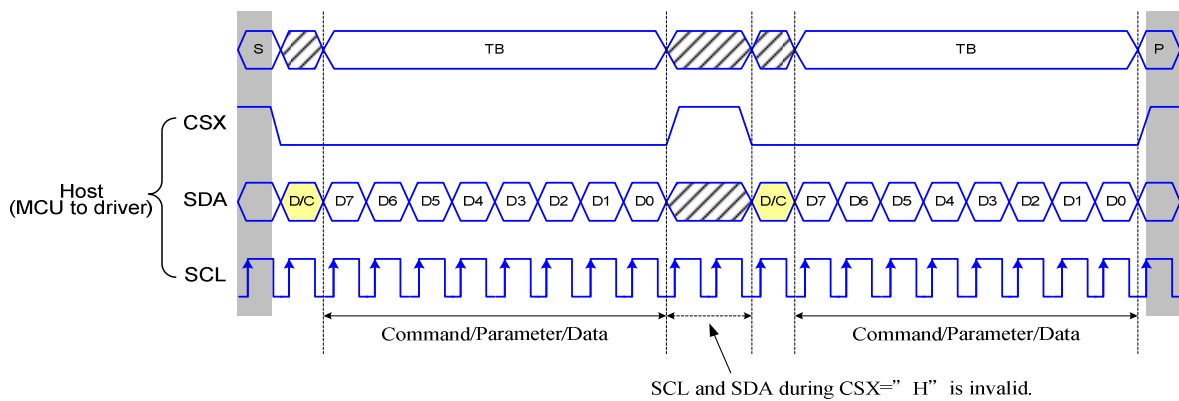 S TB TB P
CSX
Host
(MCU to driver)
SDA D/C D7 D6 D5 D4 D3 D2 D1 D0 D/C D7 D6 D5 D4 D3 D2 D1 D0
SCL
Command/Parameter/Data Command/Parameter/Data
SCL and SDA during CSX=” H” is invalid.